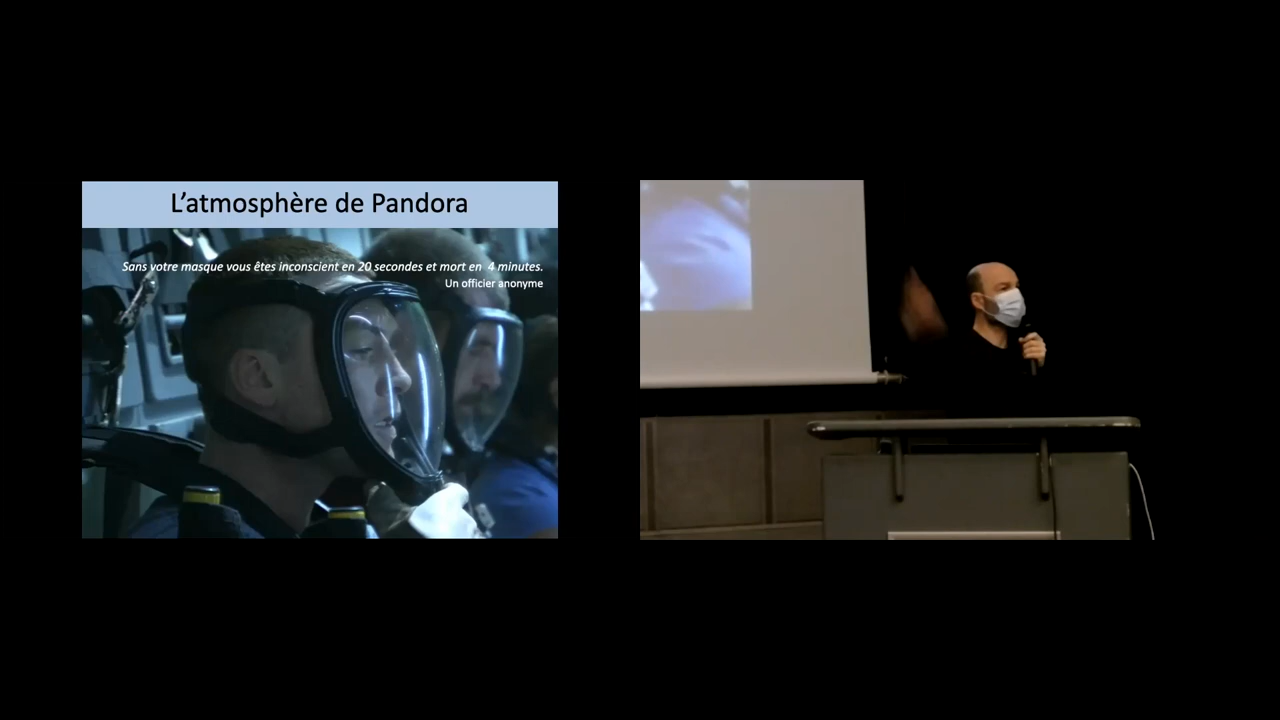 L'atmosphère de Pandora
Sans votre masque vous êtes inconscient en 20 secondes et mort en  4 minutes.
Un officier anonyme